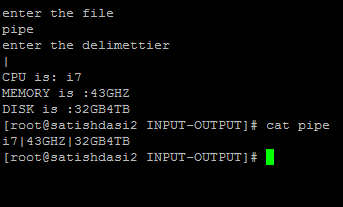 enter the file
pipe
enter the delimettier
|
CPU is: i7
MEMORY is :43GHZ
DISK is :32GB4TB
[root@satishdasi2 INPUT-OUTPUT]# cat pipe
i7|43GHZ|32GB4TB
[root@satishdasi2 INPUT-OUTPUT]#